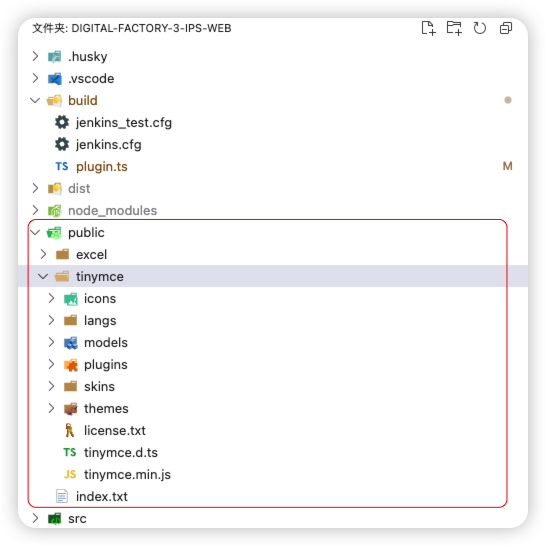 文件夹: DIGITAL-FACTORY-3-IPS-WEB
.husky
.vscode
build
jenkins_test.cfg
jenkins.cfg
TS plugin.ts M
dist
node_modules
public
excel
tinymce
icons
langs
models
plugins
skins
themes
license.txt
TS tinymce.d.ts
JS tinymce.min.js
index.txt
src